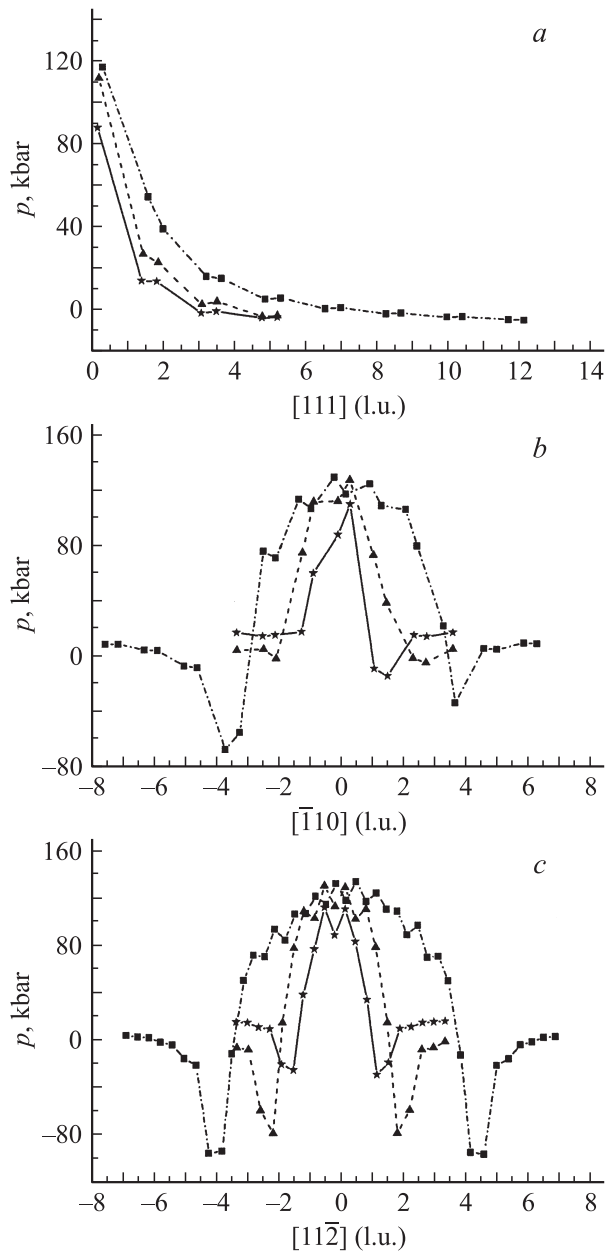 a
120
80
40
0
p, kbar
0 2 4 6 8 10 12 14
[111] (l.u.)
b
160
80
0
–80
p, kbar
–8 –6 –4 –2 0 2 4 6 8
[1̅10] (l.u.)
c
160
80
0
–80
p, kbar
–8 –6 –4 –2 0 2 4 6 8
[112̅] (l.u.)